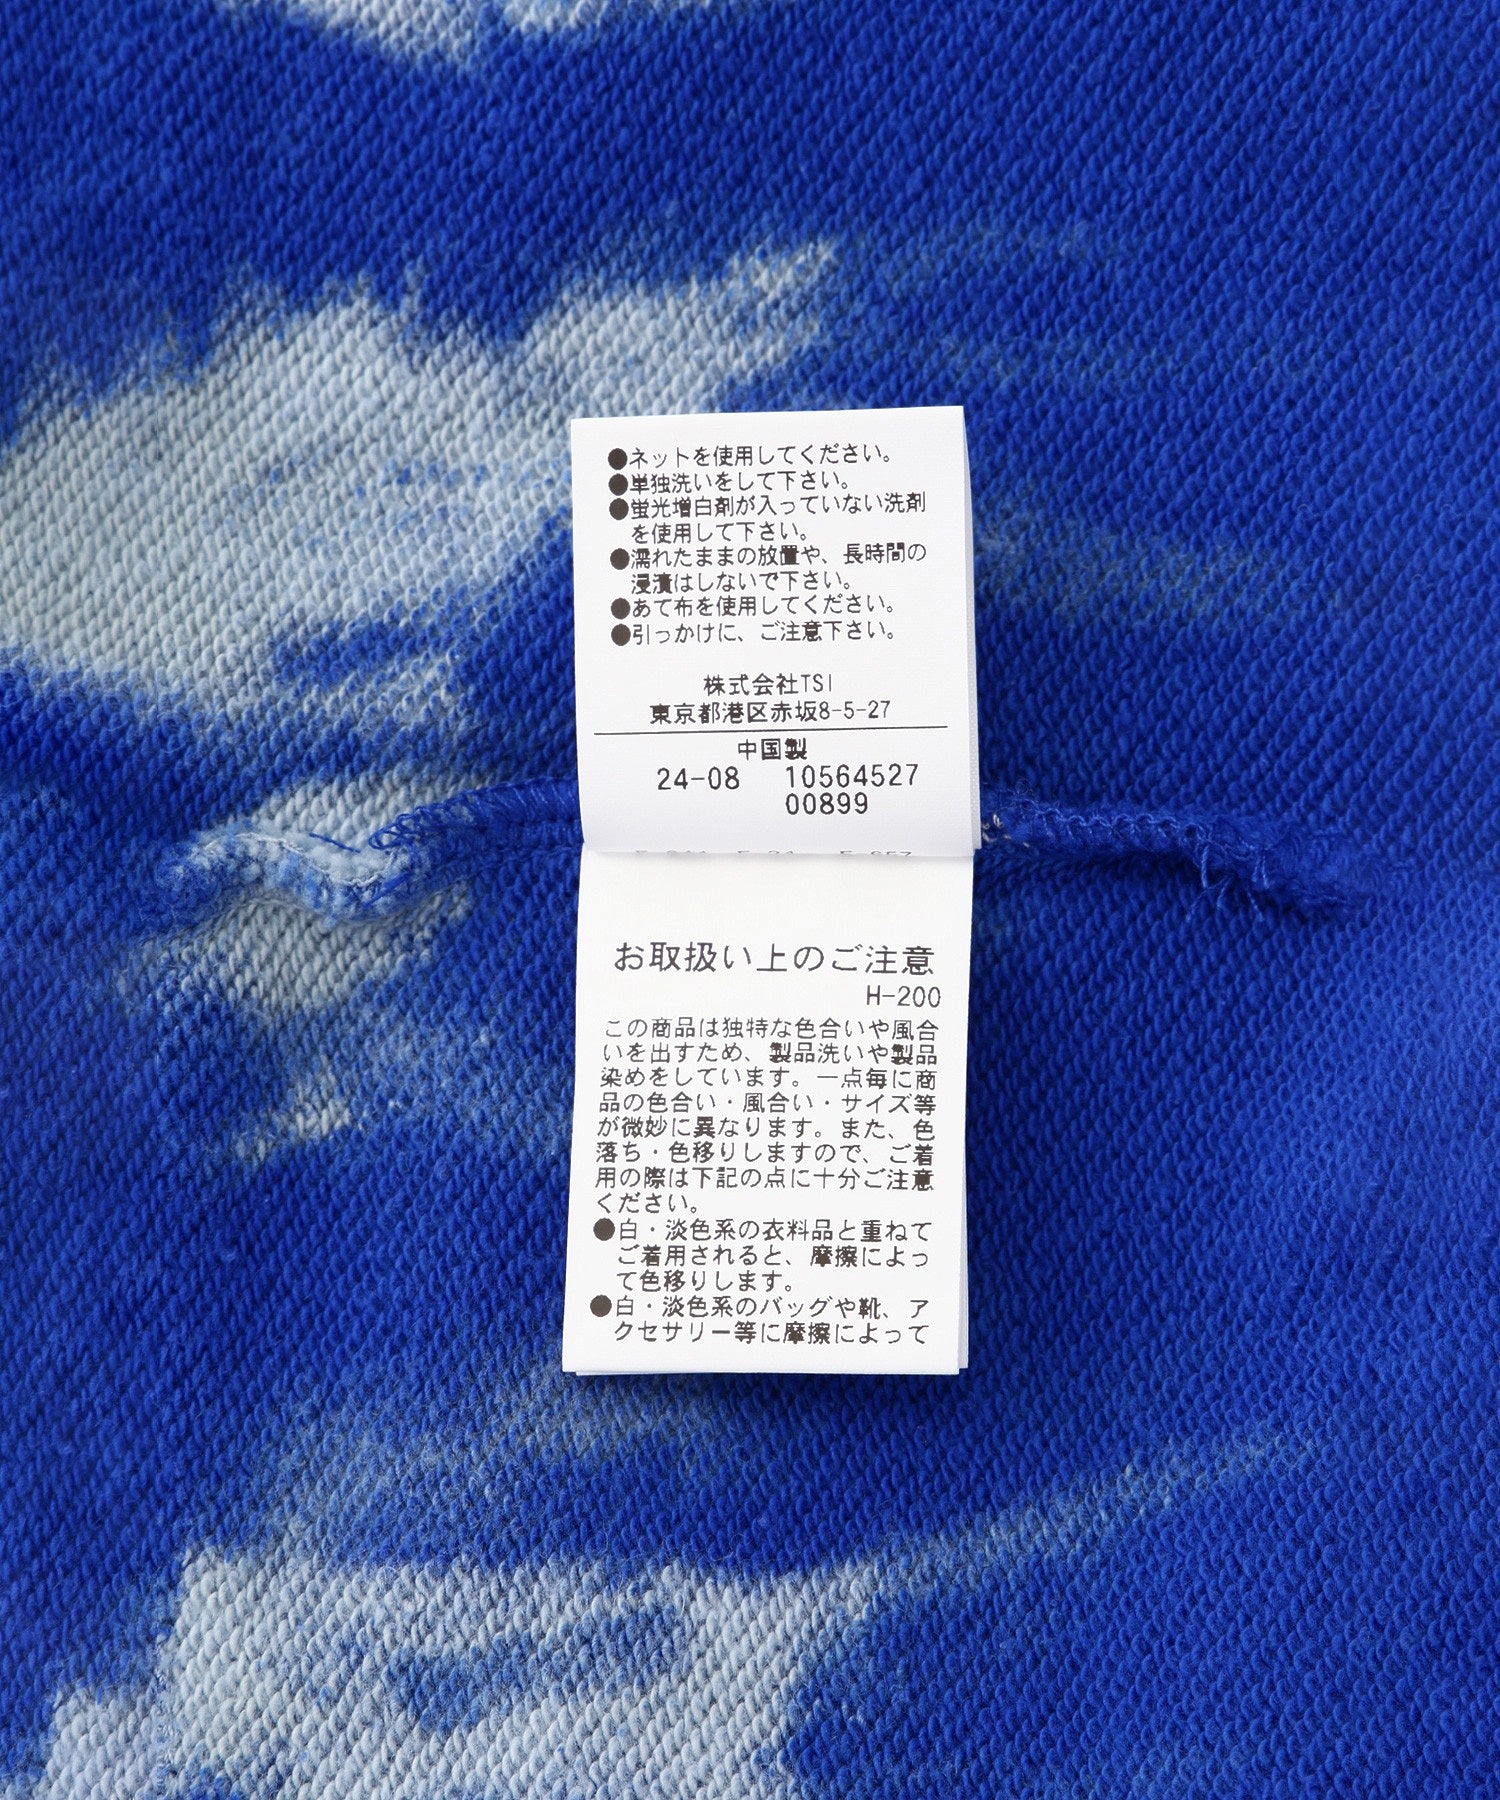 ●ネットを使用してください。
●単独洗いをして下さい。
●蛍光増白剤が入っていない洗剤
を使用して下さい。
●濡れたままの放置や、長時間の
浸漬はしないで下さい。
●あて布を使用してください。
●引っかけに、ご注意下さい。
株式会社TSI
東京都港区赤坂8-5-27
中国製
24-08 10564527
00899
お取扱い上のご注意
H-200
この商品は独特な色合いや風合
いを出すため、製品洗いや製品
染めをしています。一点毎に商
品の色合い・風合い・サイズ等
が微妙に異なります。また、色
落ち・色移りしますので、ご着
用の際は下記の点に十分ご注意
ください。
●白・淡色系の衣料品と重ねて
ご着用されると、摩擦によっ
て色移りします。
●白・淡色系のバッグや靴、ア
クセサリー等に摩擦によって